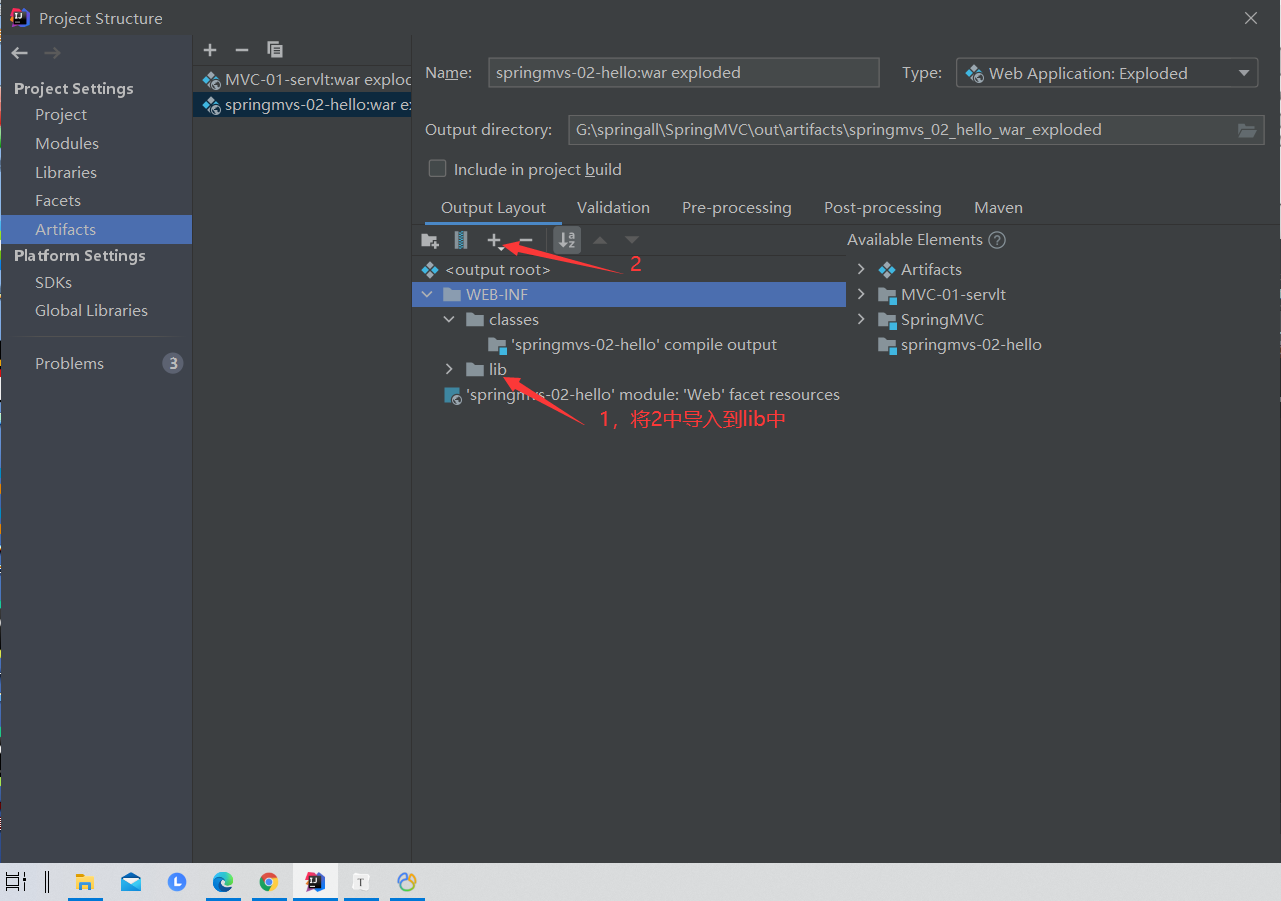 Project Structure
Project Settings
Project
Modules
Libraries
Facets
Artifacts
Platform Settings
SDKs
Global Libraries
Problems 3
MVC-01-servlt:war explod
springmvs-02-hello:war e
Name: springmvs-02-hello:war exploded Type: Web Application: Exploded
Output directory: G:\springall\SpringMVC\out\artifacts\springmvs_02_hello_war_exploded
Include in project build
Output Layout Validation Pre-processing Post-processing Maven
Available Elements ?
2
<output root>
WEB-INF
classes
'springmvs-02-hello' compile output
lib
'springmvs-02-hello' module: 'Web' facet resources
1，将2中导入到lib中
Artifacts
MVC-01-servlt
SpringMVC
springmvs-02-hello